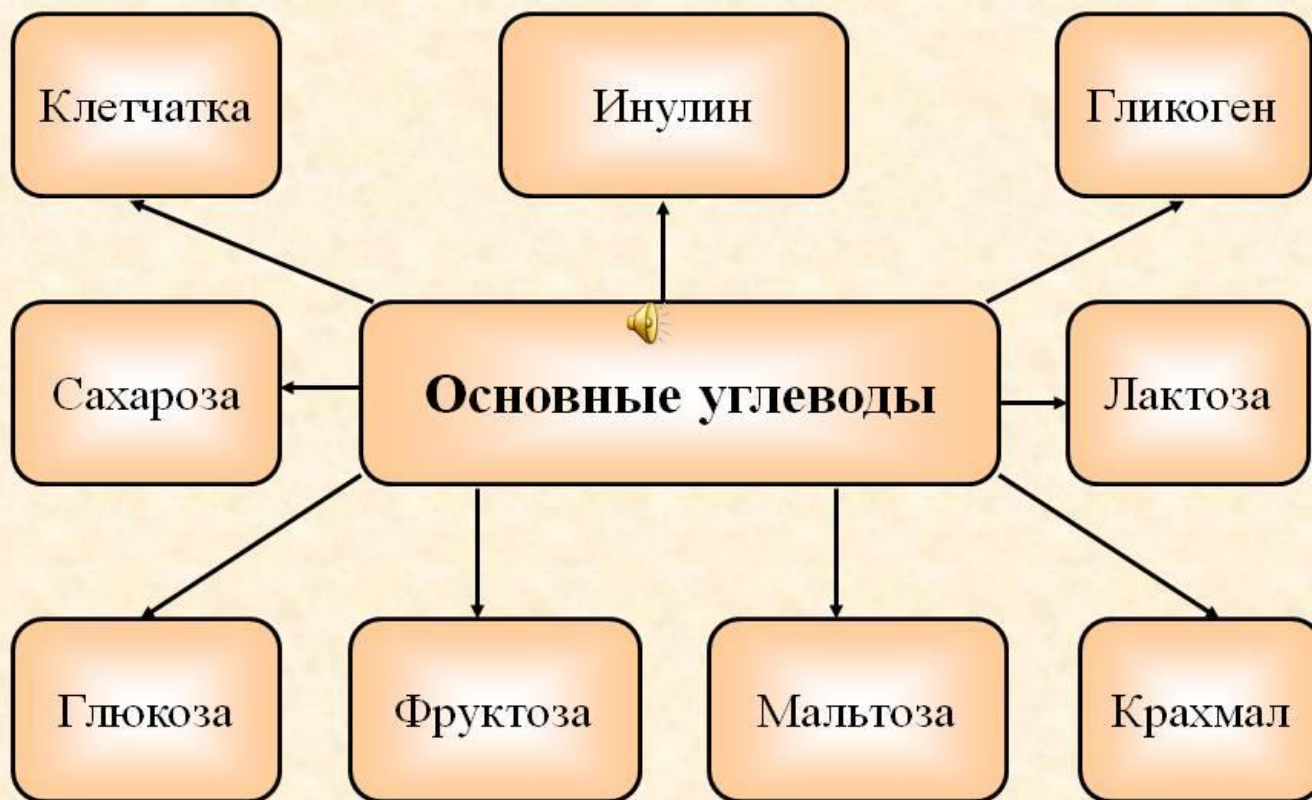 Клетчатка
Инулин
Гликоген
Сахароза
Основные углеводы
Лактоза
Глюкоза
Фруктоза
Мальтоза
Крахмал